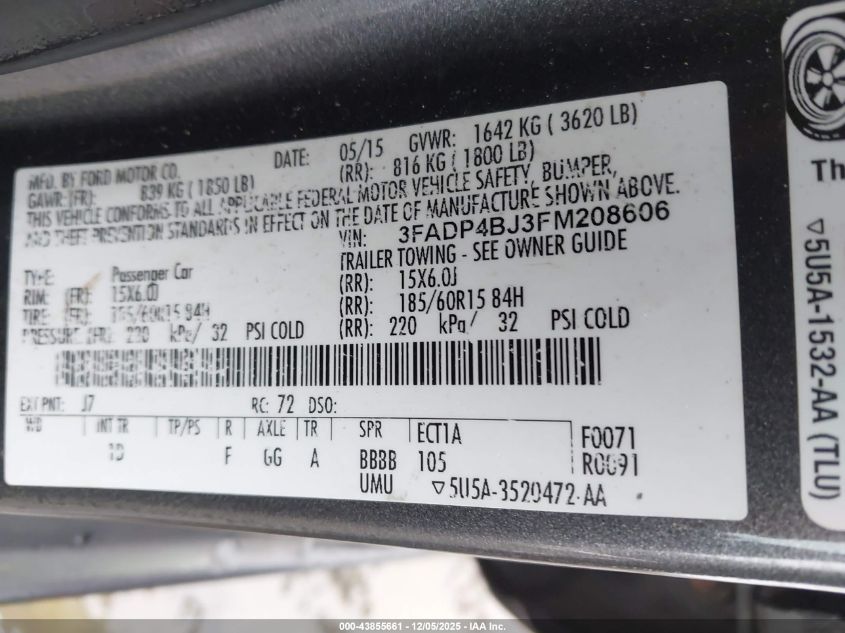 MFD. BY FORD MOTOR CO.
DATE: 05/15 GVWR: 1642 KG ( 3620 LB)
GAWR: (FR): 839 KG ( 1850 LB) (RR): 816 KG ( 1800 LB)
THIS VEHICLE CONFORMS TO ALL APPLICABLE FEDERAL MOTOR VEHICLE SAFETY, BUMPER,
AND THEFT PREVENTION STANDARDS IN EFFECT ON THE DATE OF MANUFACTURE SHOWN ABOVE.
VIN: 3FADP4BJ3FM208606
TYPE: Passenger Car TRAILER TOWING - SEE OWNER GUIDE
RIM: (FR): 15X6.0J (RR): 15X6.0J
TIRE: (FR): 185/60R15 84H (RR): 185/60R15 84H
PRESSURE: (FR): 220 kPa/ 32 PSI COLD (RR): 220 kPa/ 32 PSI COLD
EXT PNT: J7 RC: 72 DSO:
WB INT TR TP/PS R AXLE TR SPR ECT1A F0071
1D F GG A BBBB 105 R0091
UMU ▽5U5A-3520472-AA
Th
▽5U5A-1532-AA (TLU)
000-43855661 - 12/05/2025 - IAA Inc.